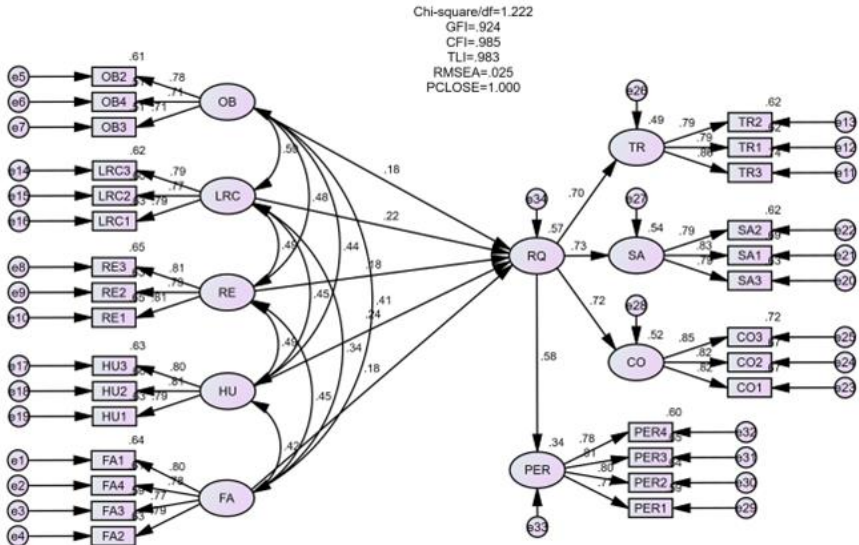 Chi-square/df=1.222
GFI=.924
CFI=.985
TLI=.983
RMSEA=.025
PCLOSE=1.000
.61
e5 OB2 .78
e6 OB4 .71
e7 OB3 .71
OB
.62
e14 LRC3 .79
e15 LRC2 .77
e16 LRC1 .79
LRC
.65
e8 RE3 .81
e9 RE2 .79
e10 RE1 .81
RE
.63
e17 HU3 .80
e18 HU2 .81
e19 HU1 .79
HU
.64
e1 FA1 .80
e4 FA2 .79
e2 FA4 .78
e3 FA3 .77
FA
.50
.48
.44
.41
.45
.34
.45
.49
.42
.18
.22
.18
.24
.18
e34
.57
RQ
.70
.73
.72
.58
e26
.49
TR
.79
.79
.86
.62
TR2 e13
TR1 e12
TR3 e11
e27
.54
SA
.79
.83
.79
.62
SA2 e22
SA1 e21
SA3 e20
e28
.52
CO
.85
.82
.82
.72
CO3 e25
CO2 e24
CO1 e23
.34
PER
e33
.78
.81
.80
.77
.60
PER4 e32
PER3 e31
PER2 e30
PER1 e29